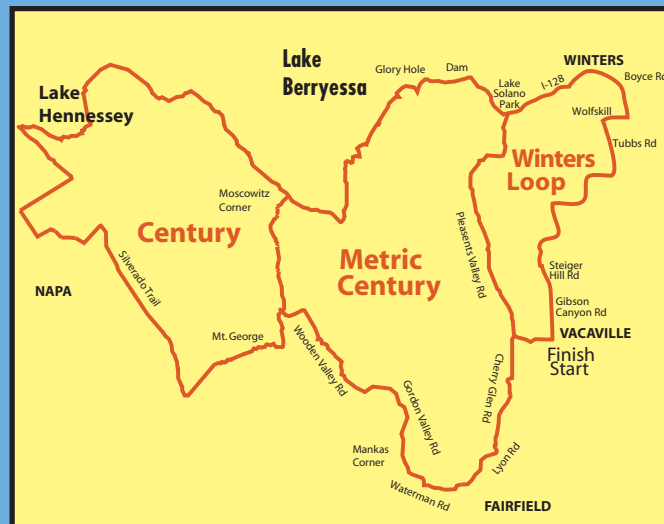 Lake
Berryessa
WINTERS
Glory Hole
Dam
Lake
Solano
Park
I-128
Boyce Rd
Lake
Hennessey
Wolfskill
Tubbs Rd
Winters
Loop
Moscowitz
Corner
Century
Metric
Century
Pleasents Valley Rd
Silverado Trail
Steiger
Hill Rd
NAPA
Gibson
Canyon Rd
Mt. George
Wooden Valley Rd
VACAVILLE
Finish
Start
Cherry Glen Rd
Gordon Valley Rd
Mankas
Corner
Lyon Rd
Waterman Rd
FAIRFIELD